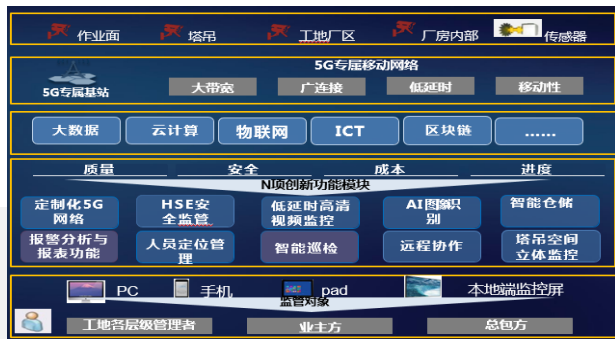 作业面 塔吊 工地厂区 厂房内部 传感器
5G专属移动网络
5G专属基站 大带宽 广连接 低延时 移动性
大数据 云计算 物联网 ICT 区块链 ......
质量 安全 成本 进度
N项创新功能模块
定制化5G网络 HSE安全监管 低延时高清视频监控 AI图像识别 智能仓储
报警分析与报表功能 人员定位管理 智能巡检 远程协作 塔吊空间立体监控
PC 手机 pad 本地端监控屏
监管对象
工地各层级管理者 业主方 总包方